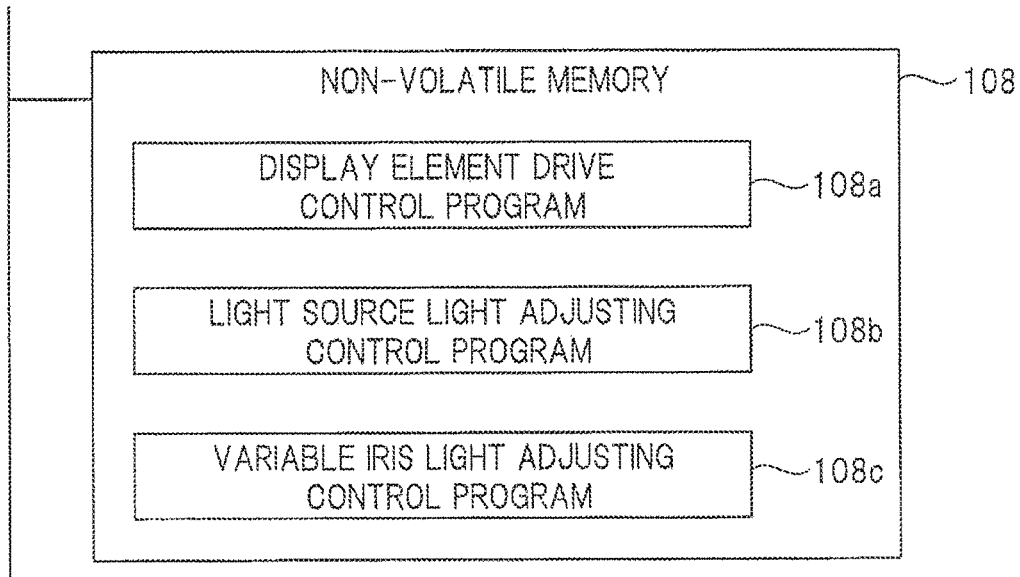 NON-VOLATILE MEMORY
108
DISPLAY ELEMENT DRIVE
CONTROL PROGRAM
108a
LIGHT SOURCE LIGHT ADJUSTING
CONTROL PROGRAM
108b
VARIABLE IRIS LIGHT ADJUSTING
CONTROL PROGRAM
108c